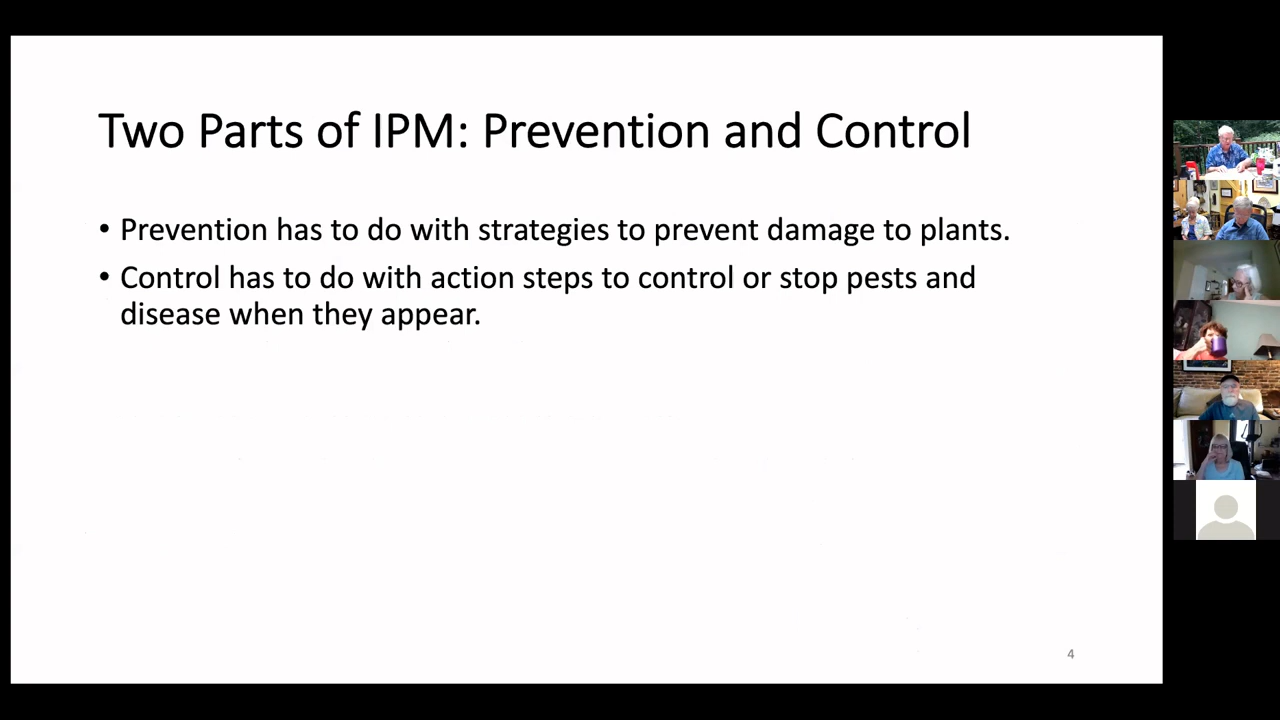 Two Parts of IPM: Prevention and Control
• Prevention has to do with strategies to prevent damage to plants.
• Control has to do with action steps to control or stop pests and
disease when they appear.
4